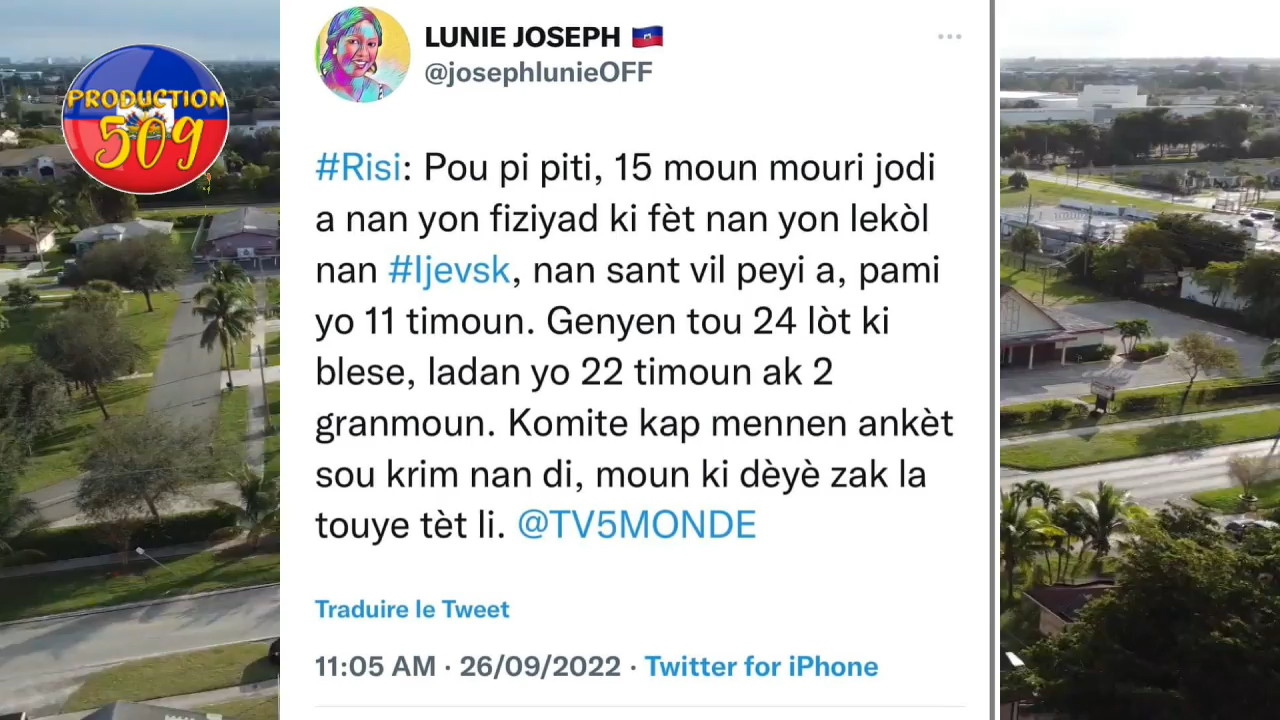 PRODUCTION
509
LUNIE JOSEPH 🇭🇹
@josephlunieOFF
#Risi: Pou pi piti, 15 moun mouri jodi
a nan yon fiziyad ki fèt nan yon lekòl
nan #Ijevsk, nan sant vil peyi a, pami
yo 11 timoun. Genyen tou 24 lòt ki
blese, ladan yo 22 timoun ak 2
granmoun. Komite kap mennen ankèt
sou krim nan di, moun ki dèyè zak la
touye tèt li. @TV5MONDE
Traduire le Tweet
11:05 AM · 26/09/2022 · Twitter for iPhone